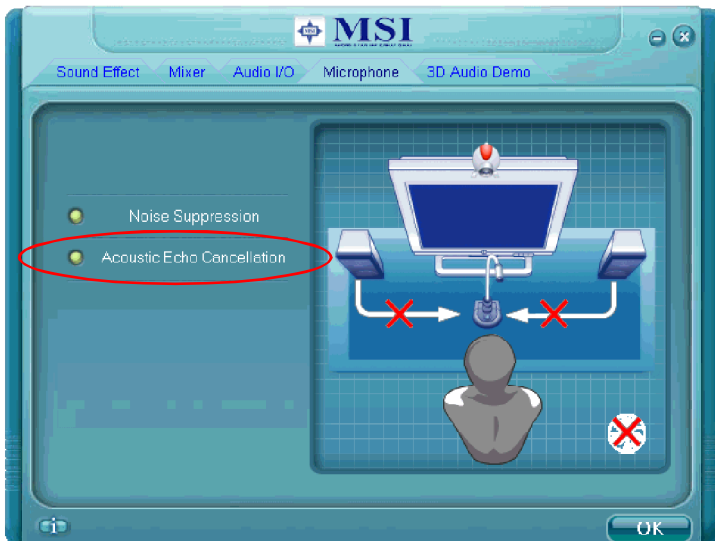 MSI
Sound Effect Mixer Audio I/O Microphone 3D Audio Demo
Noise Suppression
Acoustic Echo Cancellation
OK